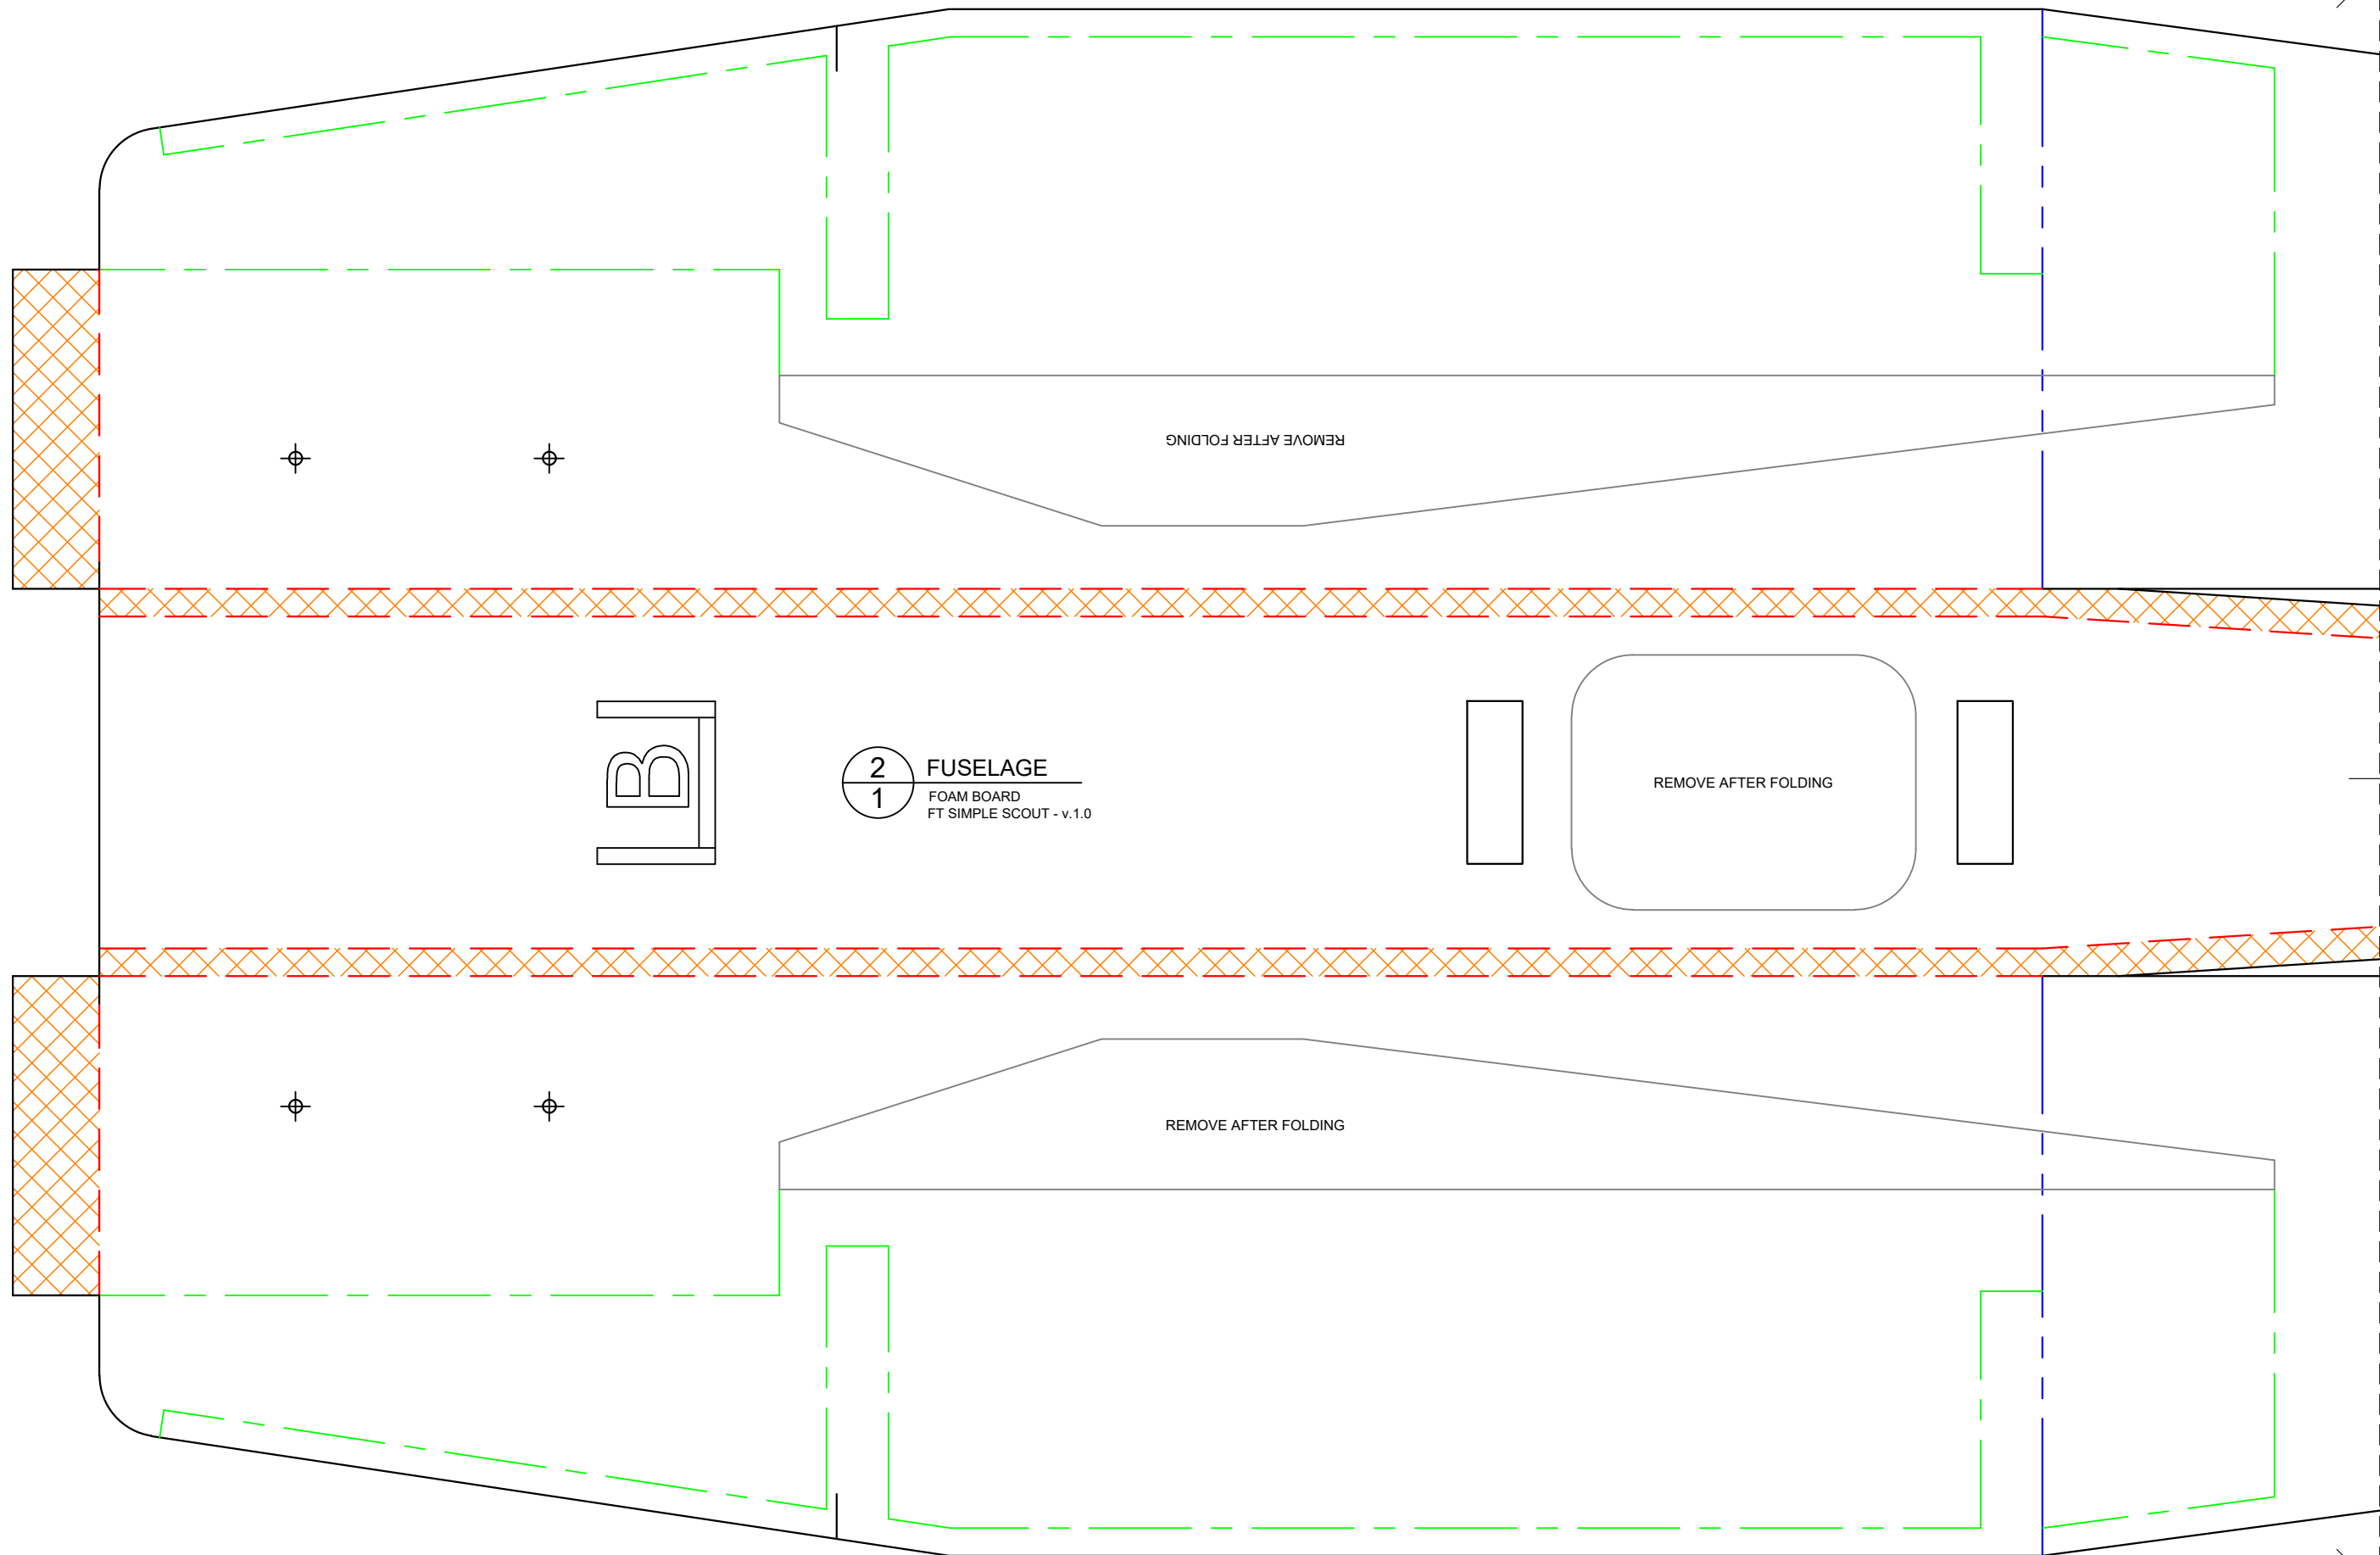 REMOVE AFTER FOLDING
B
2
1
FUSELAGE
FOAM BOARD
FT SIMPLE SCOUT - v.1.0
REMOVE AFTER FOLDING
REMOVE AFTER FOLDING